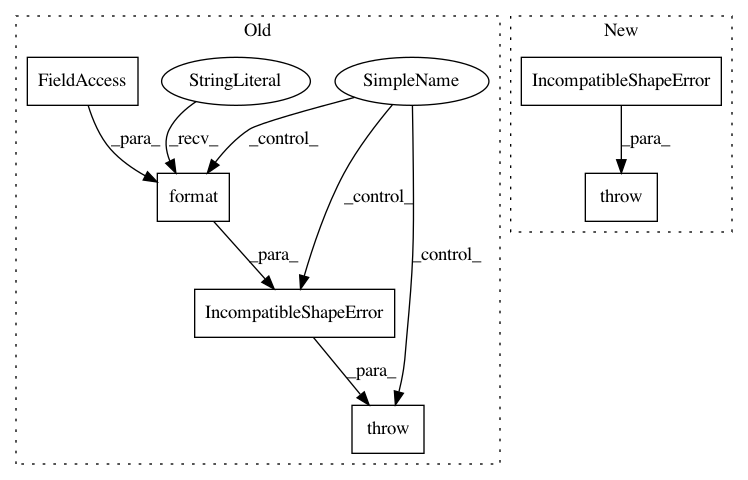 Old
New
FieldAccess
StringLiteral
SimpleName
IncompatibleShapeError
_para_
_recv_
_control_
_para_
format
throw
_control_
_para_
_control_
IncompatibleShapeError
_para_
throw